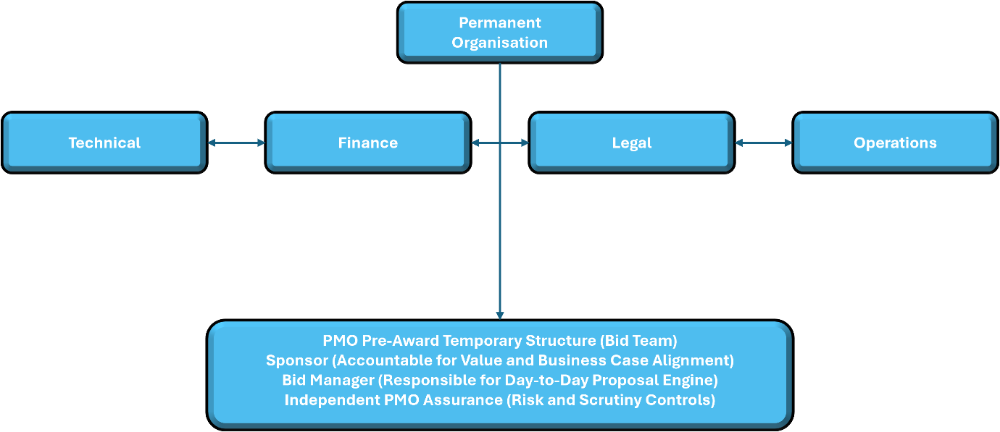 Permanent
Organisation
Technical
Finance
Legal
Operations
PMO Pre-Award Temporary Structure (Bid Team)
Sponsor (Accountable for Value and Business Case Alignment)
Bid Manager (Responsible for Day-to-Day Proposal Engine)
Independent PMO Assurance (Risk and Scrutiny Controls)